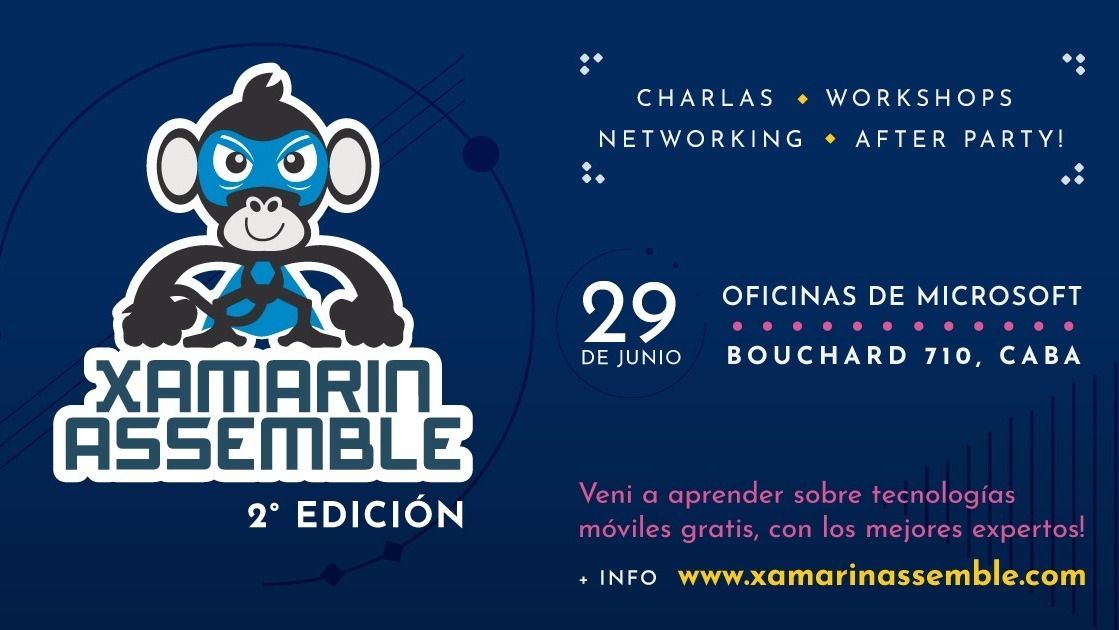 XAMARIN
ASSEMBLE
2° EDICIÓN
CHARLAS ◆ WORKSHOPS
NETWORKING ◆ AFTER PARTY!
29
DE JUNIO
OFICINAS DE MICROSOFT
BOUCHARD 710, CABA
Veni a aprender sobre tecnologías
móviles gratis, con los mejores expertos!
+ INFO www.xamarinassemble.com